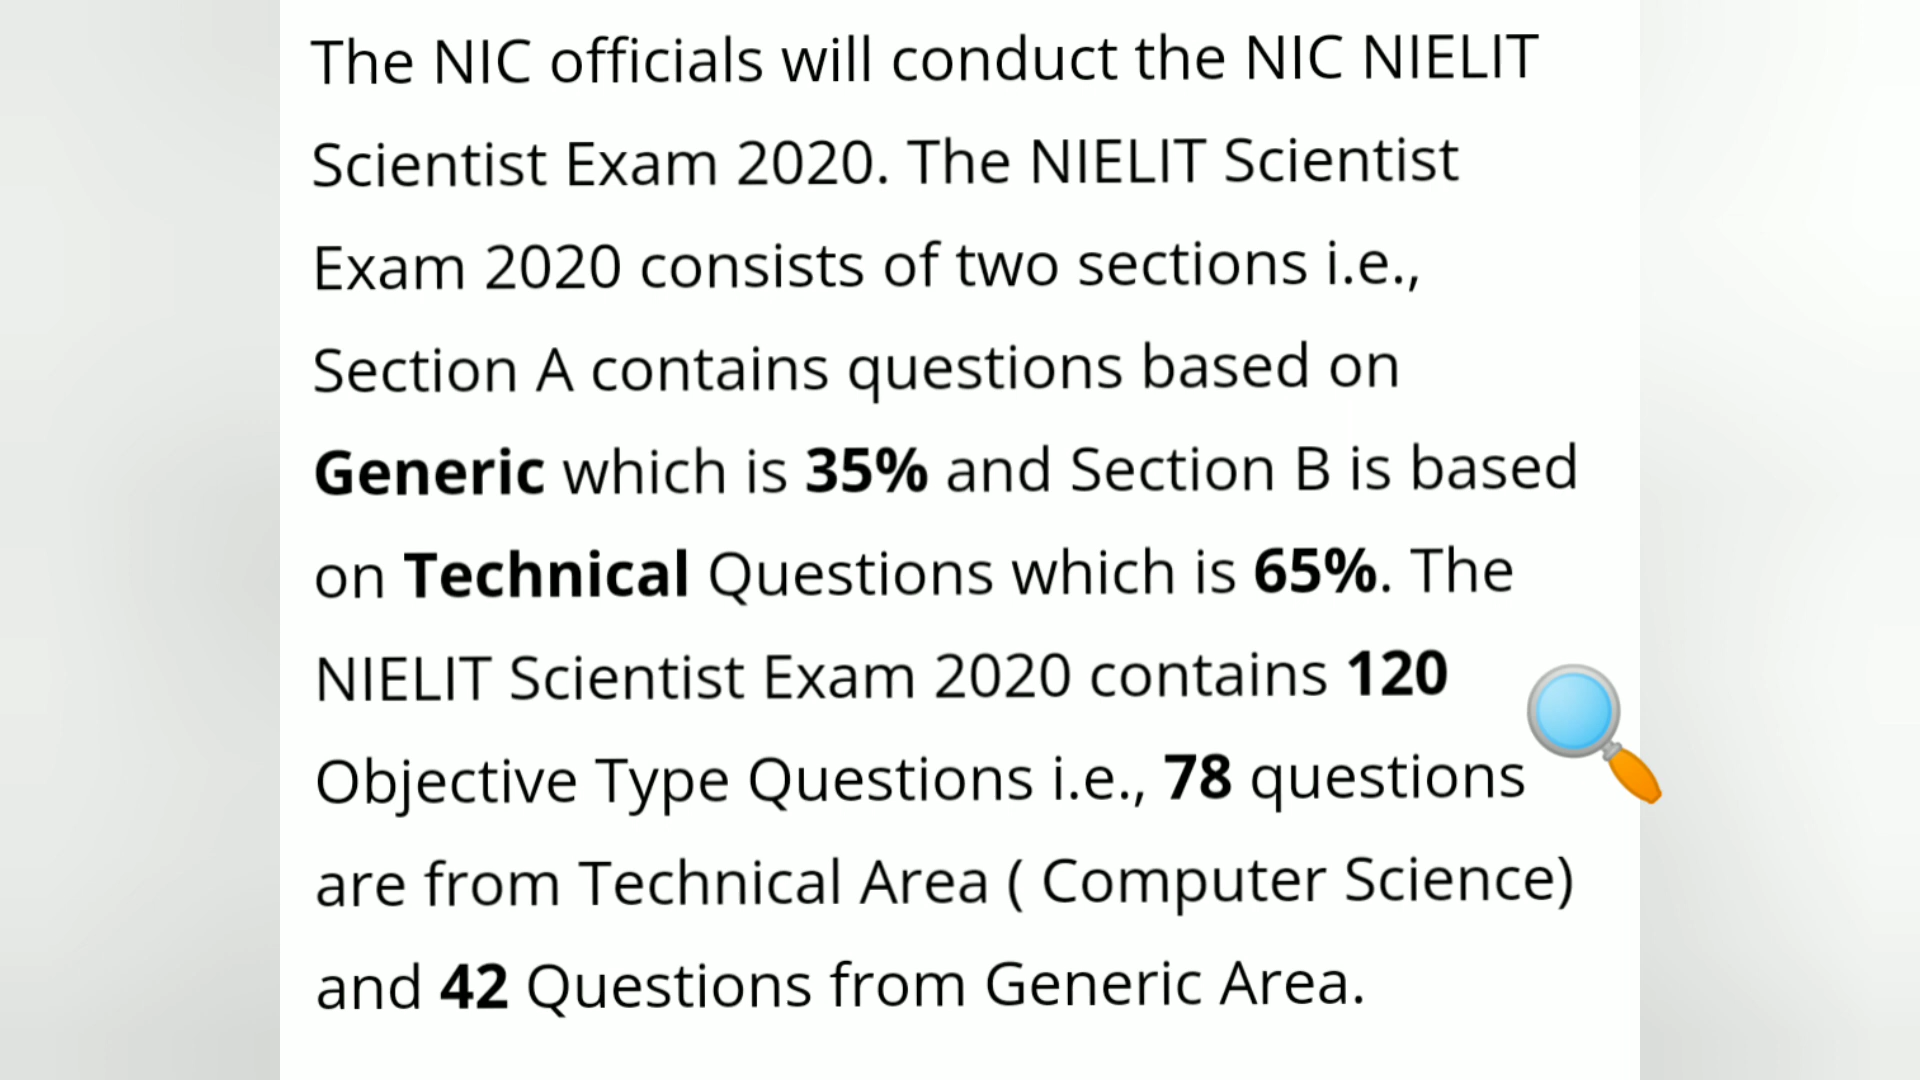 The NIC officials will conduct the NIC NIELIT
Scientist Exam 2020. The NIELIT Scientist
Exam 2020 consists of two sections i.e.,
Section A contains questions based on
Generic which is 35% and Section B is based
on Technical Questions which is 65%. The
NIELIT Scientist Exam 2020 contains 120
Objective Type Questions i.e., 78 questions
are from Technical Area ( Computer Science)
and 42 Questions from Generic Area.